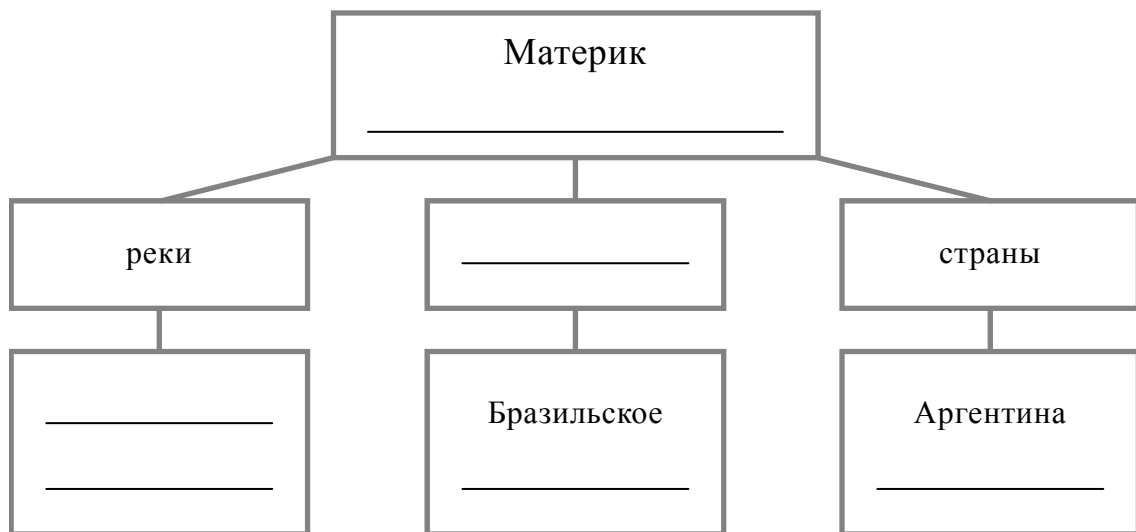 Материк
реки
страны
Бразильское
Аргентина